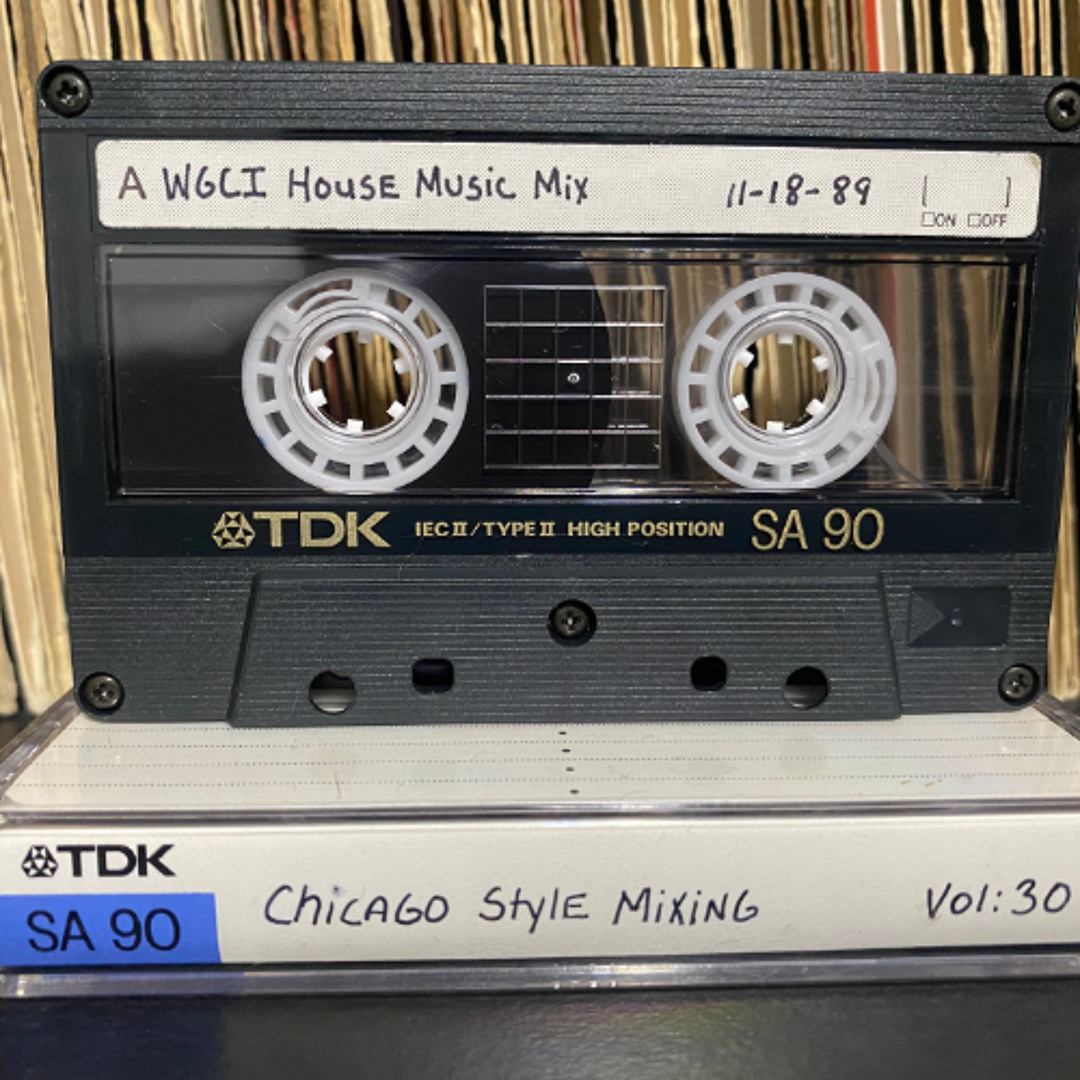 A WGCI House Music Mix 11-18-89 [ ]
ON OFF
TDK IEC II/TYPE II HIGH POSITION SA 90
TDK
SA 90 Chicago Style Mixing Vol: 30